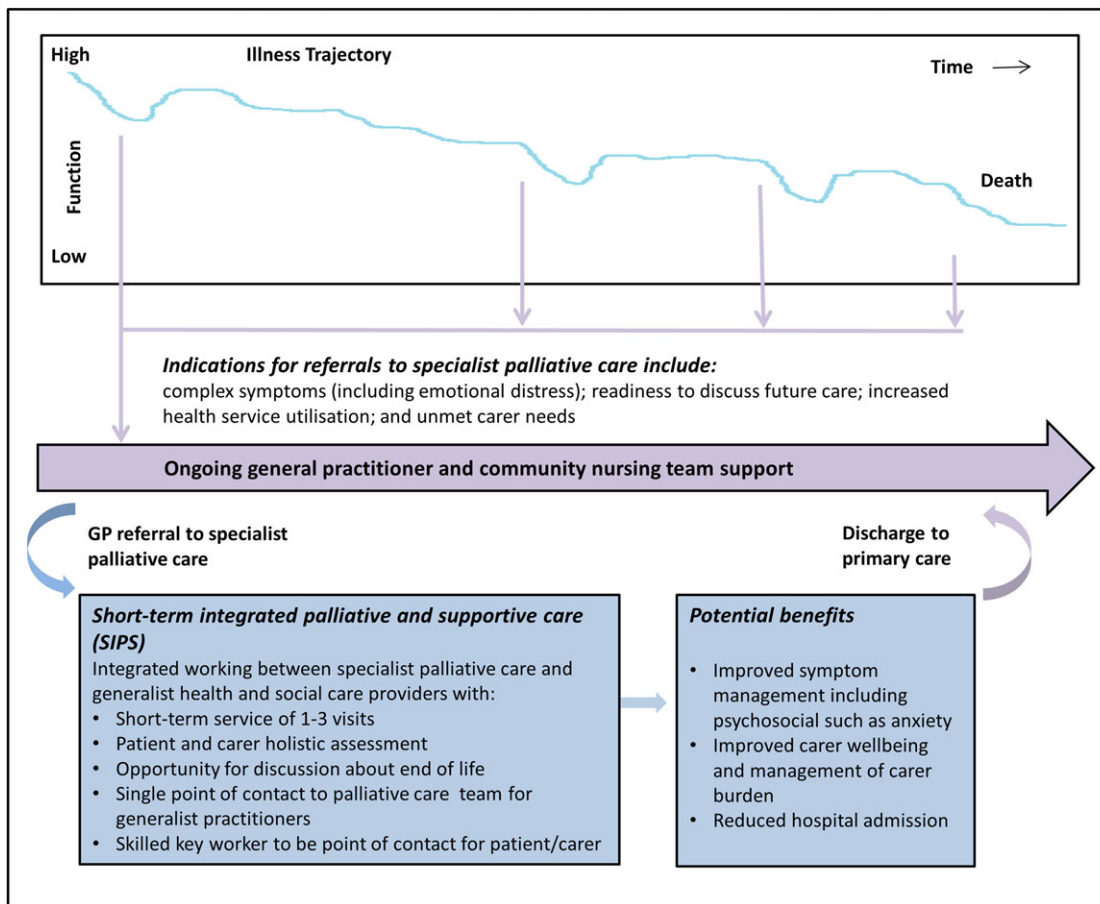 High
Illness Trajectory
Time
Function
Death
Low
Indications for referrals to specialist palliative care include:
complex symptoms (including emotional distress); readiness to discuss future care; increased
health service utilisation; and unmet carer needs
Ongoing general practitioner and community nursing team support
GP referral to specialist
palliative care
Discharge to
primary care
Short-term integrated palliative and supportive care
(SIPS)
Integrated working between specialist palliative care and
generalist health and social care providers with:
• Short-term service of 1-3 visits
• Patient and carer holistic assessment
• Opportunity for discussion about end of life
• Single point of contact to palliative care team for
generalist practitioners
• Skilled key worker to be point of contact for patient/carer
Potential benefits
• Improved symptom
management including
psychosocial such as anxiety
• Improved carer wellbeing
and management of carer
burden
• Reduced hospital admission